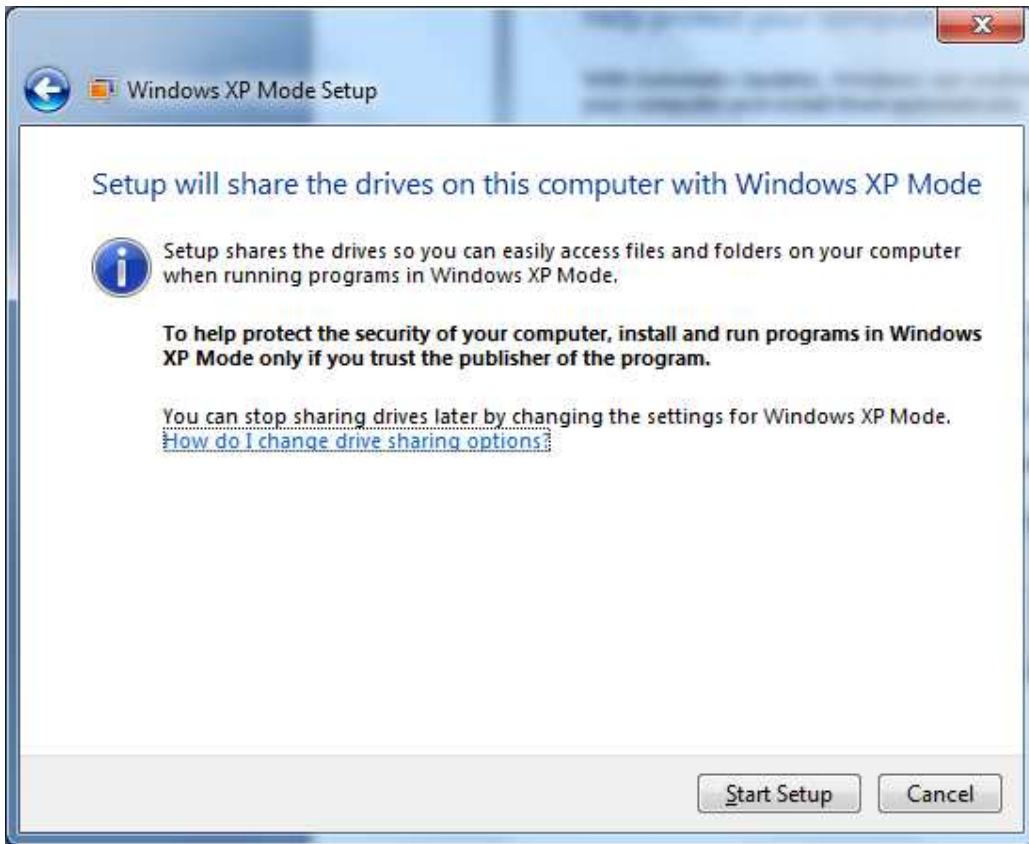 Windows XP Mode Setup
Setup will share the drives on this computer with Windows XP Mode
Setup shares the drives so you can easily access files and folders on your computer
when running programs in Windows XP Mode.
To help protect the security of your computer, install and run programs in Windows
XP Mode only if you trust the publisher of the program.
You can stop sharing drives later by changing the settings for Windows XP Mode.
How do I change drive sharing options?
Start Setup Cancel